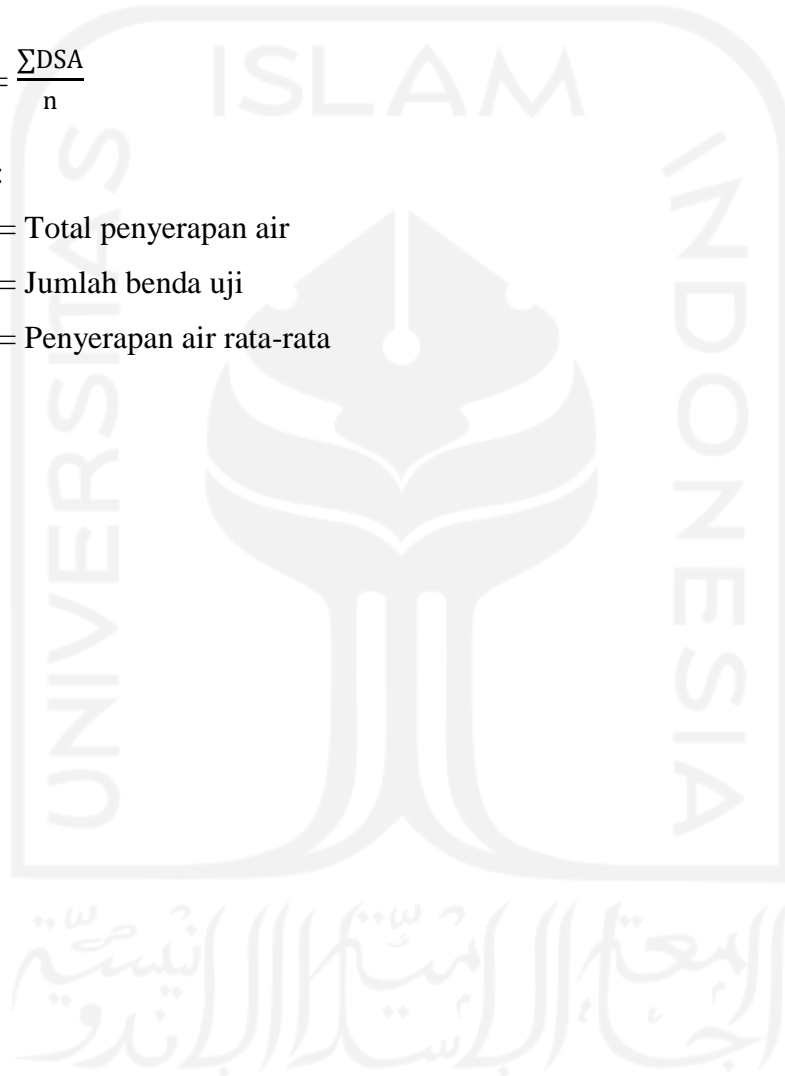 = ∑DSA
n
:
= Total penyerapan air
= Jumlah benda uji
= Penyerapan air rata-rata
ISLAM
UNIVERSITAS
INDONESIA